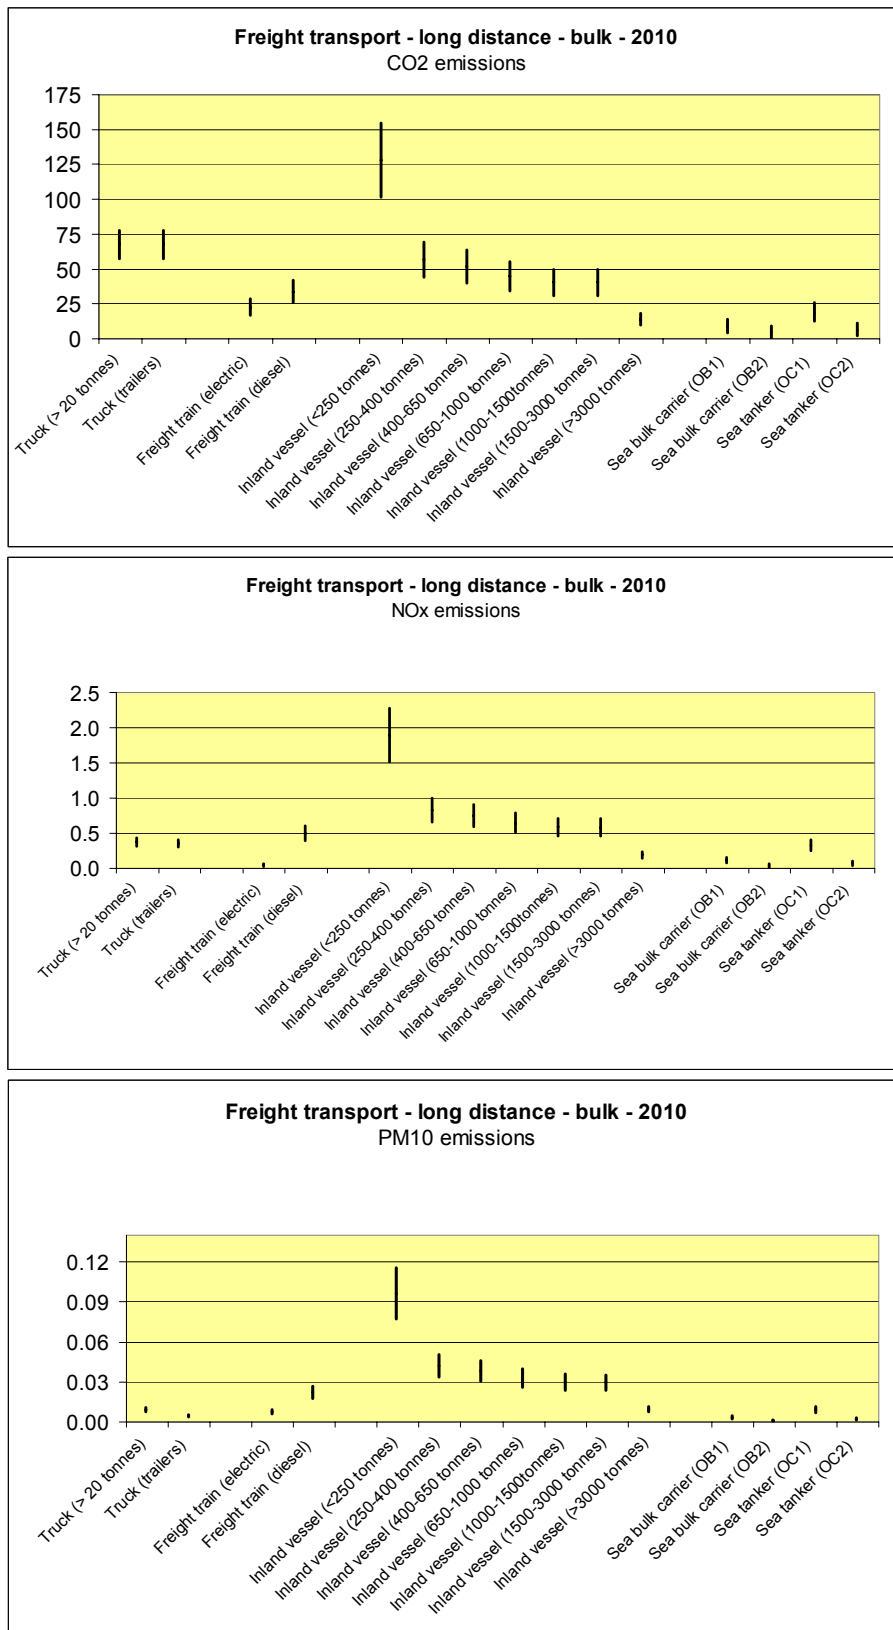 Freight transport - long distance - bulk - 2010
CO2 emissions
175
150
125
100
75
50
25
0
Truck (> 20 tonnes)
Truck (trailers)
Freight train (electric)
Freight train (diesel)
Inland vessel (<250 tonnes)
Inland vessel (250-400 tonnes)
Inland vessel (400-650 tonnes)
Inland vessel (650-1000 tonnes)
Inland vessel (1000-1500tonnes)
Inland vessel (1500-3000 tonnes)
Inland vessel (>3000 tonnes)
Sea bulk carrier (OB1)
Sea bulk carrier (OB2)
Sea tanker (OC1)
Sea tanker (OC2)
Freight transport - long distance - bulk - 2010
NOx emissions
2.5
2.0
1.5
1.0
0.5
0.0
Truck (> 20 tonnes)
Truck (trailers)
Freight train (electric)
Freight train (diesel)
Inland vessel (<250 tonnes)
Inland vessel (250-400 tonnes)
Inland vessel (400-650 tonnes)
Inland vessel (650-1000 tonnes)
Inland vessel (1000-1500tonnes)
Inland vessel (1500-3000 tonnes)
Inland vessel (>3000 tonnes)
Sea bulk carrier (OB1)
Sea bulk carrier (OB2)
Sea tanker (OC1)
Sea tanker (OC2)
Freight transport - long distance - bulk - 2010
PM10 emissions
0.12
0.09
0.06
0.03
0.00
Truck (> 20 tonnes)
Truck (trailers)
Freight train (electric)
Freight train (diesel)
Inland vessel (<250 tonnes)
Inland vessel (250-400 tonnes)
Inland vessel (400-650 tonnes)
Inland vessel (650-1000 tonnes)
Inland vessel (1000-1500tonnes)
Inland vessel (1500-3000 tonnes)
Inland vessel (>3000 tonnes)
Sea bulk carrier (OB1)
Sea bulk carrier (OB2)
Sea tanker (OC1)
Sea tanker (OC2)